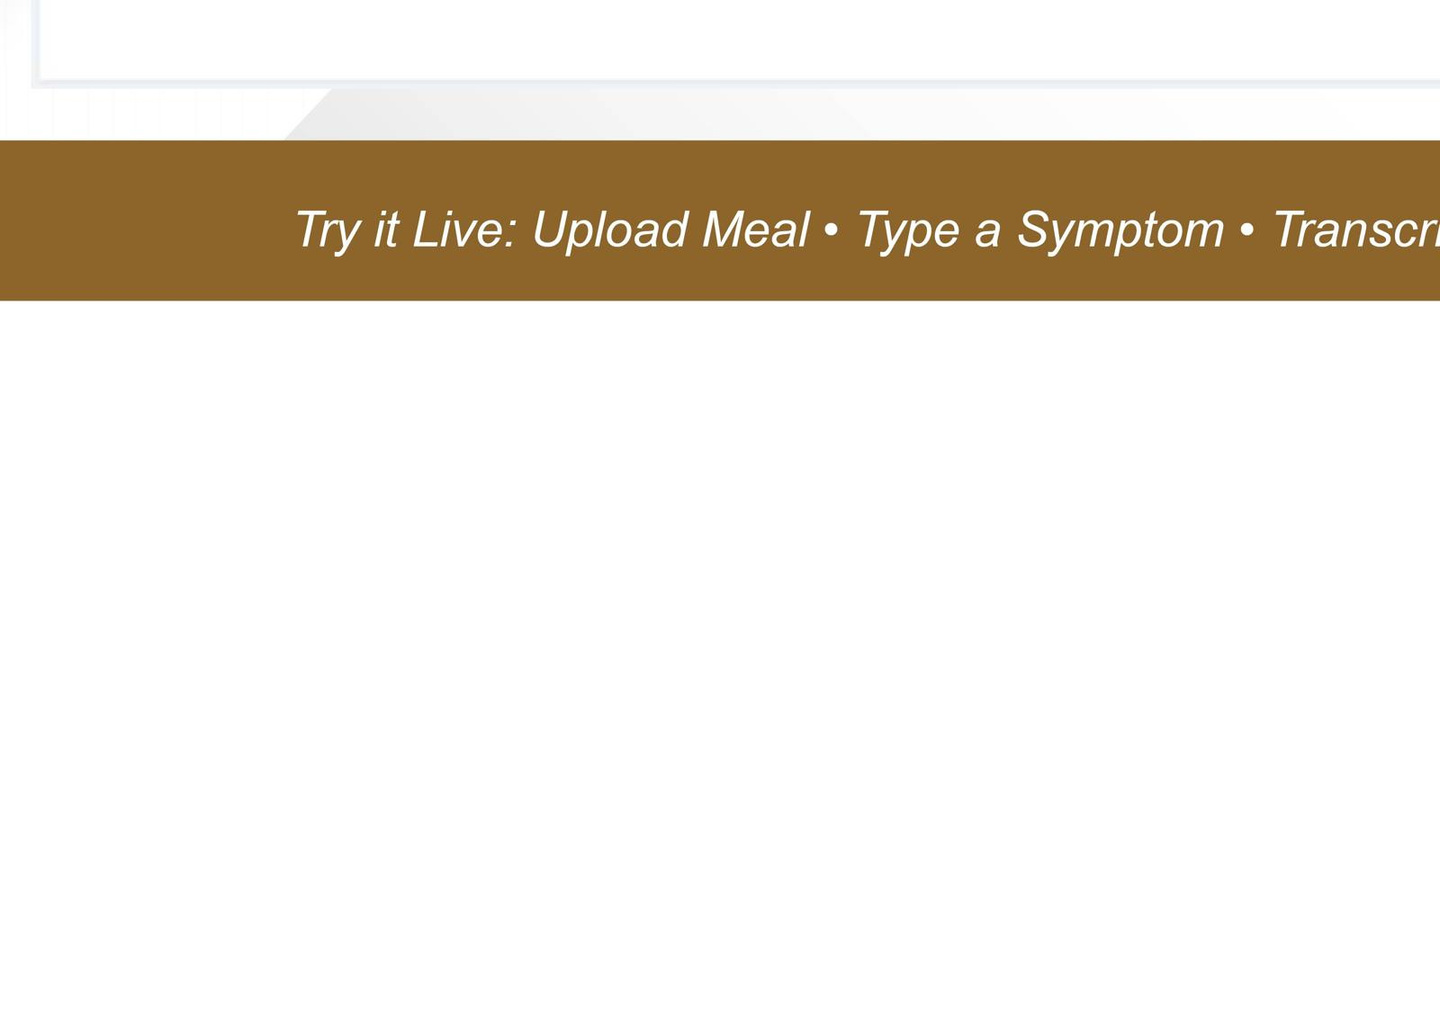 Try it Live: Upload Meal • Type a Symptom •